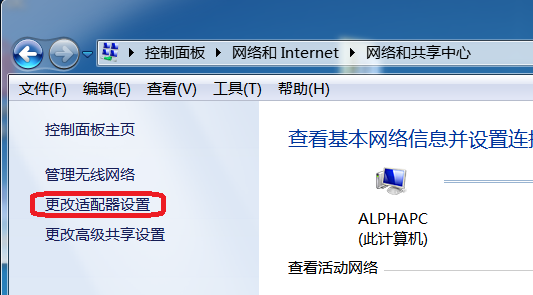 控制面板 ▸ 网络和 Internet ▸ 网络和共享中心
文件(F) 编辑(E) 查看(V) 工具(T) 帮助(H)
控制面板主页
管理无线网络
更改适配器设置
更改高级共享设置
查看基本网络信息并设置连
ALPHAPC
(此计算机)
查看活动网络